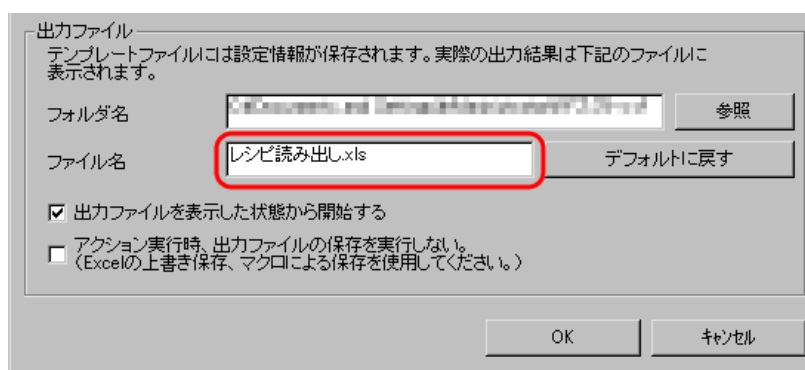 出力ファイル
テンプレートファイルには設定情報が保存されます。実際の出力結果は下記のファイルに
表示されます。
フォルダ名
参照
ファイル名
レシピ読み出し.xls
デフォルトに戻す
出力ファイルを表示した状態から開始する
アクション実行時、出力ファイルの保存を実行しない。
（Excelの上書き保存、マクロによる保存を使用してください。）
OK
キャンセル